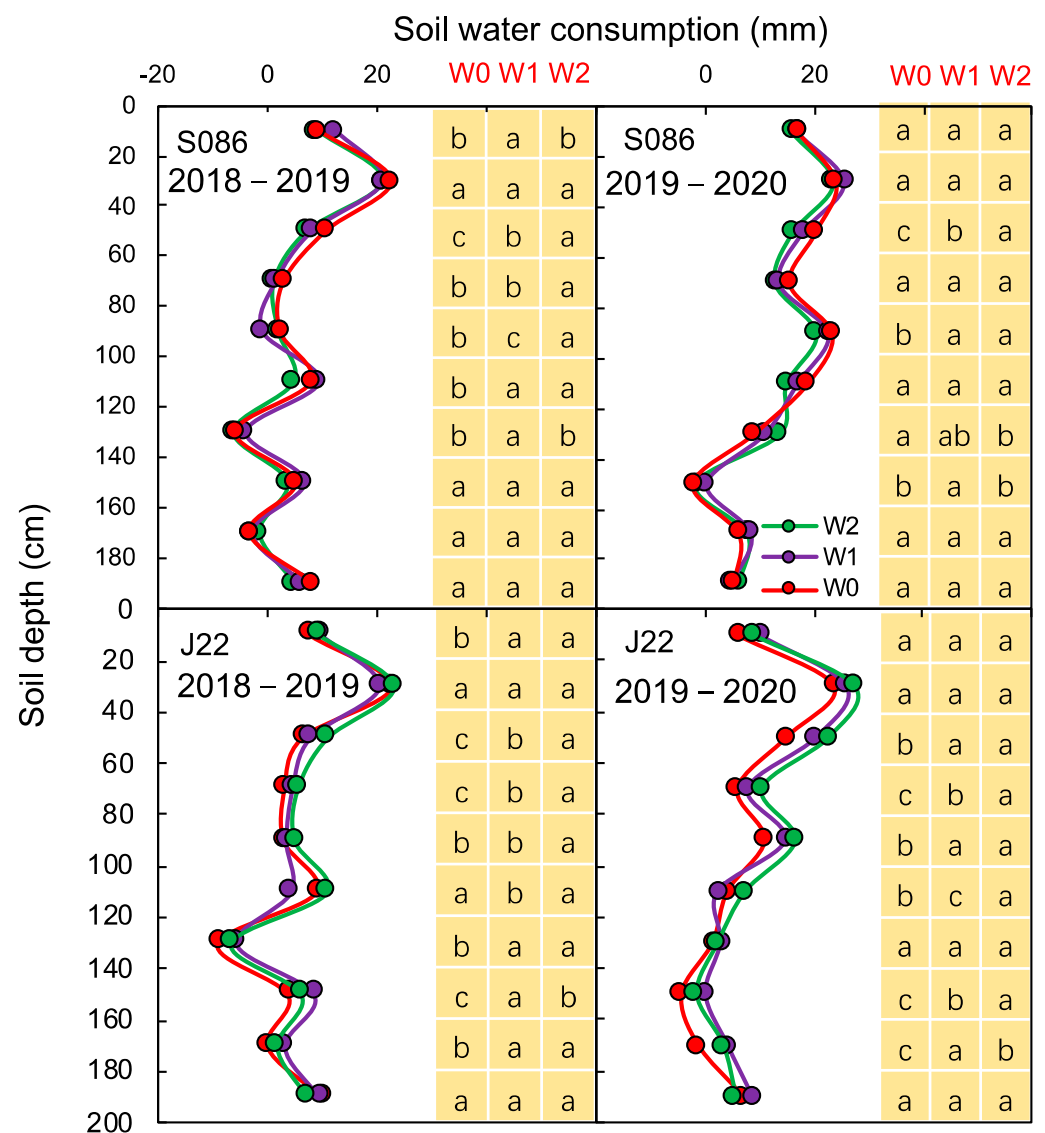 Soil water consumption (mm)
-20 0 20 W0 W1 W2 0 20 W0 W1 W2
Soil depth (cm)
0
20
40
60
80
100
120
140
160
180
0
20
40
60
80
100
120
140
160
180
200
S086
2018 – 2019
b a b
a a a
c b a
b b a
b c a
b a a
b a b
a a a
a a a
a a a
S086
2019 – 2020
a a a
a a a
c b a
a a a
b a a
a a a
a ab b
b a b
a a a
a a a
W2
W1
W0
J22
2018 – 2019
b a a
a a a
c b a
c b a
b b a
a b a
b a a
c a b
b a a
a a a
J22
2019 – 2020
a a a
a a a
b a a
c b a
b a a
b c a
a a a
c b a
c a b
a a a